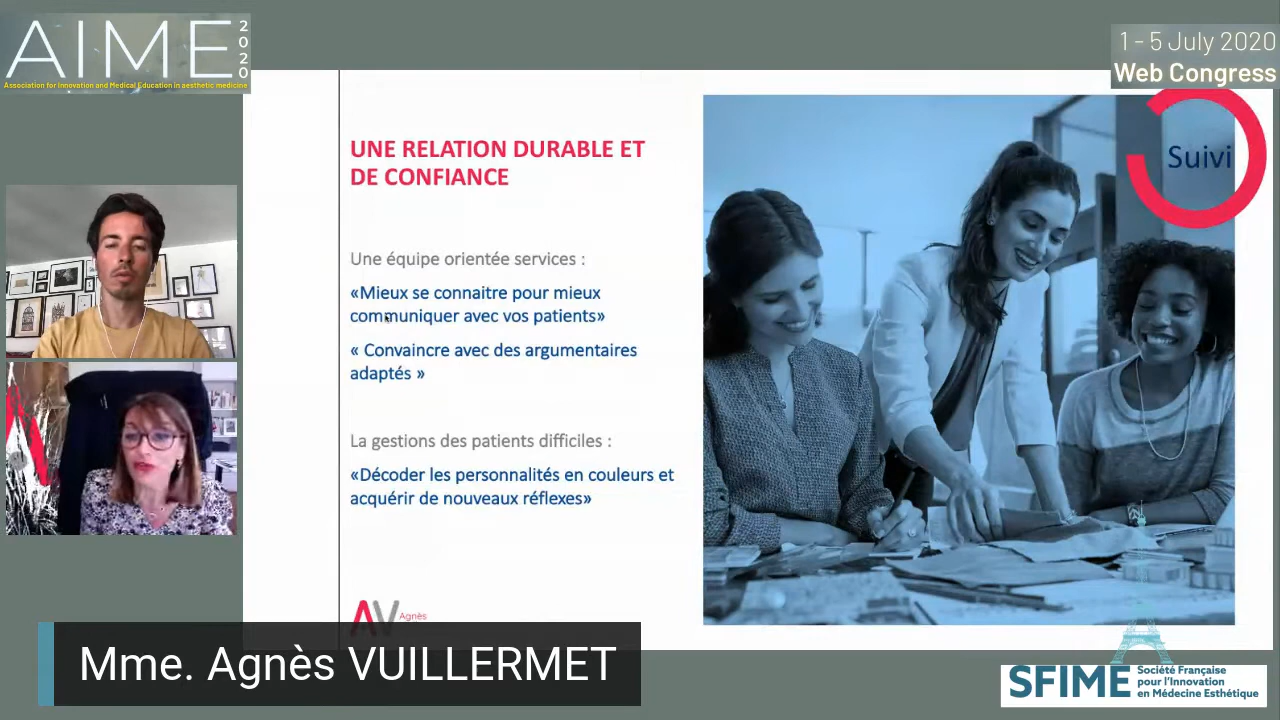 AIME
2020
Association for Innovation and Medical Education in aesthetic medicine
1 - 5 July 2020
Web Congress
UNE RELATION DURABLE ET
DE CONFIANCE
Suivi
Une équipe orientée services :
«Mieux se connaitre pour mieux
communiquer avec vos patients»
« Convaincre avec des argumentaires
adaptés »
La gestions des patients difficiles :
«Décoder les personnalités en couleurs et
acquérir de nouveaux réflexes»
AV Agnès
Mme. Agnès VUILLERMET
SFIME
Société Française
pour l'Innovation
en Médecine Esthétique